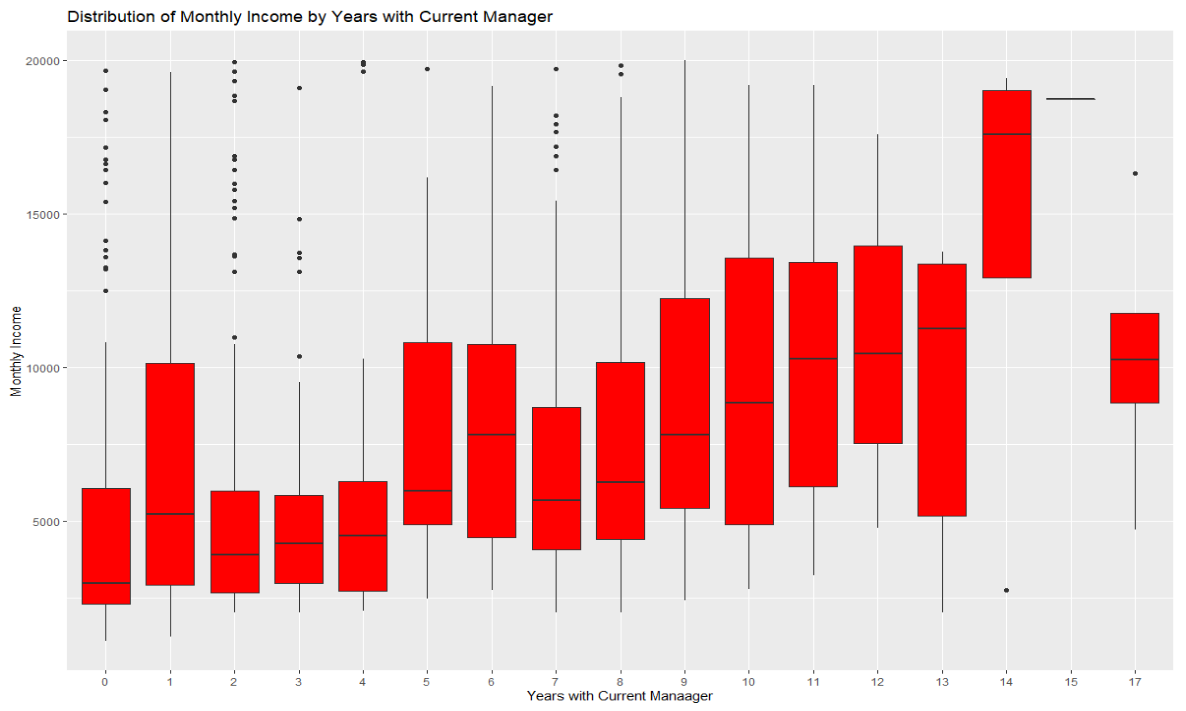 Distribution of Monthly Income by Years with Current Manager
Monthly Income
20000
15000
10000
5000
0 1 2 3 4 5 6 7 8 9 10 11 12 13 14 15 17
Years with Current Manaager